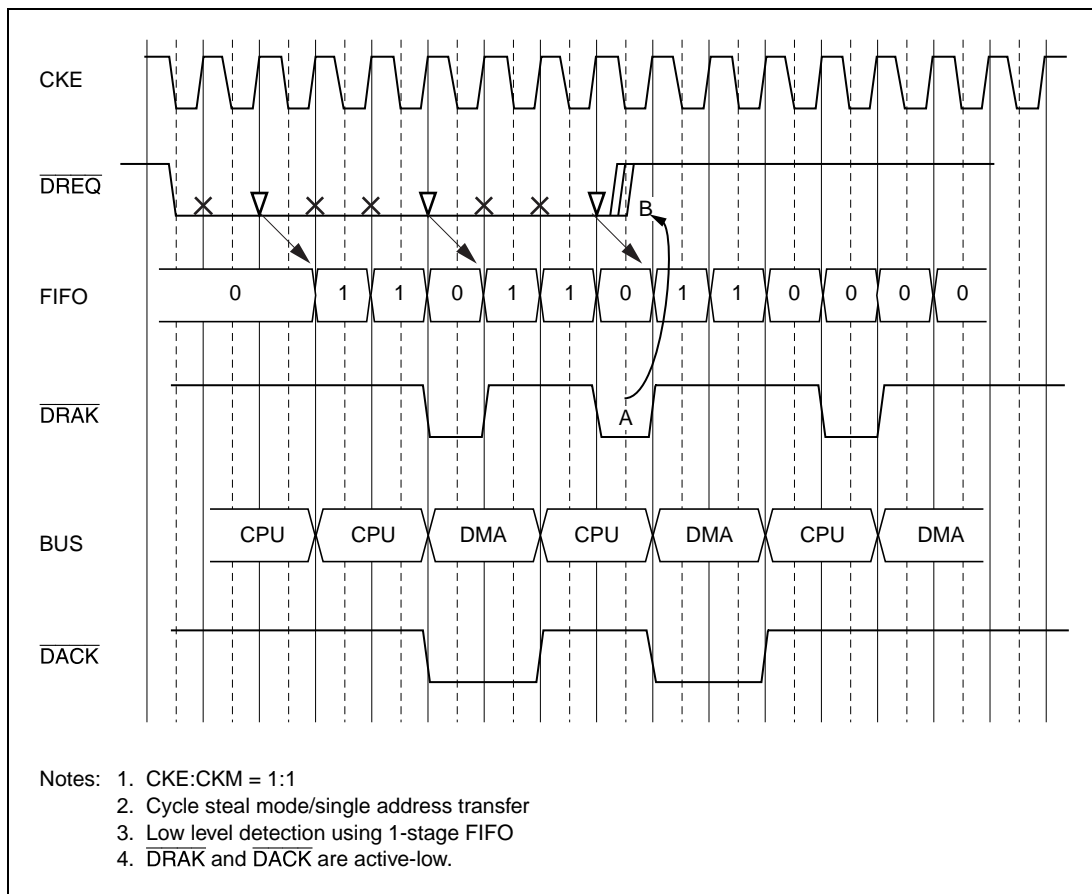 CKE
DREQ
B
FIFO 0 1 1 0 1 1 0 1 1 0 0 0 0
DRAK
A
BUS CPU CPU DMA CPU DMA CPU DMA
DACK
Notes: 1. CKE:CKM = 1:1
2. Cycle steal mode/single address transfer
3. Low level detection using 1-stage FIFO
4. DRAK and DACK are active-low.